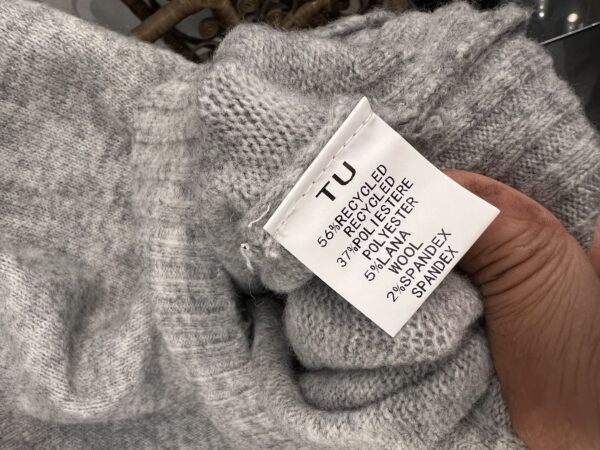 TU
56%RECYCLED
RECYCLED
37%POLIESTERE
POLYESTER
5%LANA
WOOL
2%SPANDEX
SPANDEX